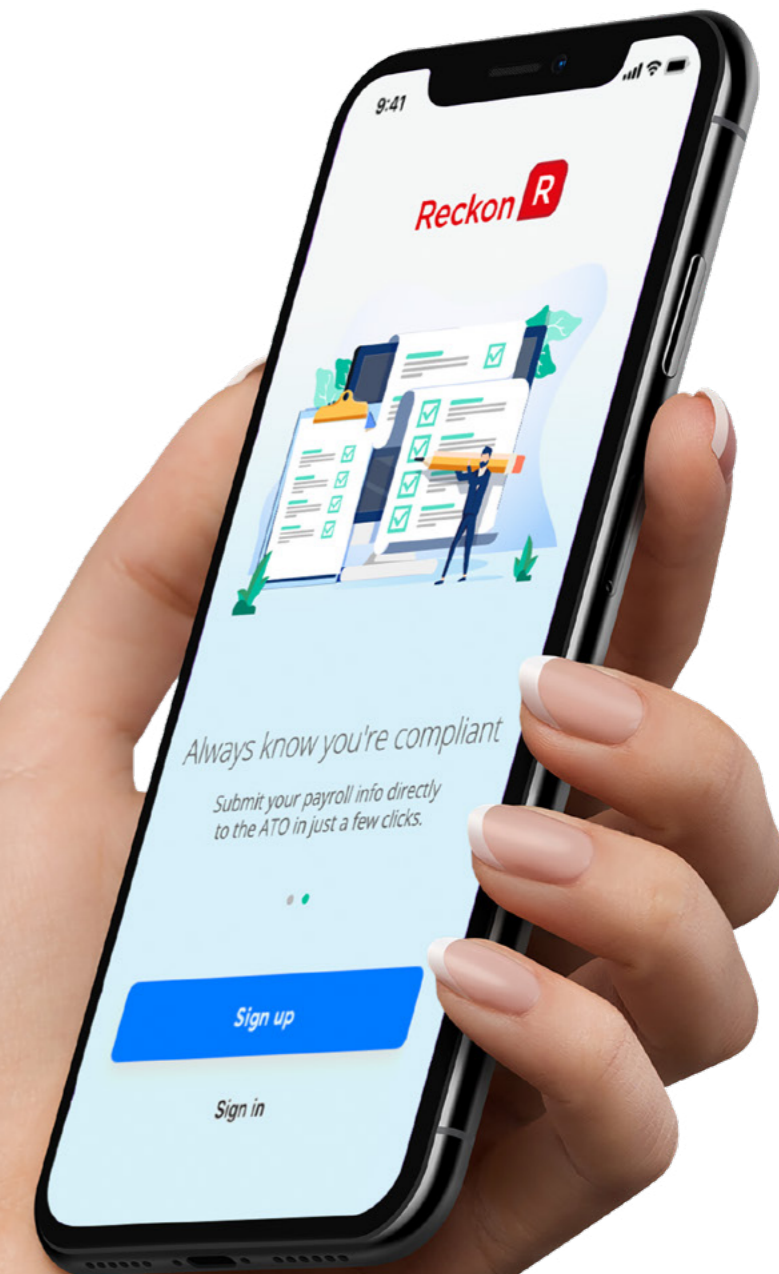 9:41
Reckon R
Always know you're compliant
Submit your payroll info directly
to the ATO in just a few clicks.
Sign up
Sign in